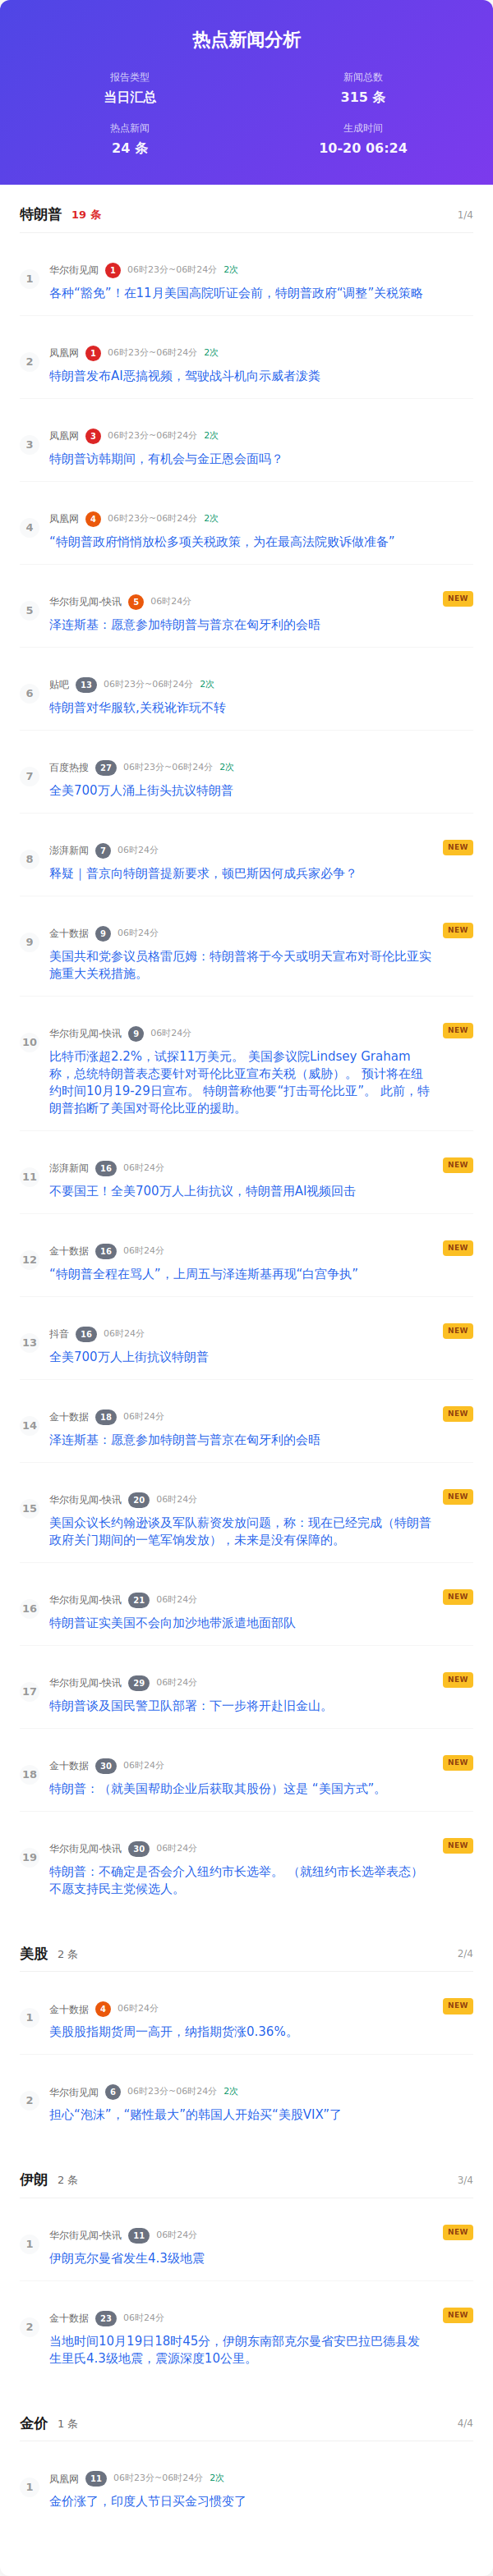 热点新闻分析
报告类型
新闻总数
当日汇总
315 条
热点新闻
生成时间
24 条
10-20 06:24
特朗普 19 条 1/4
1 华尔街见闻 1 06时23分~06时24分 2次
各种“豁免”！在11月美国高院听证会前，特朗普政府“调整”关税策略
2 凤凰网 1 06时23分~06时24分 2次
特朗普发布AI恶搞视频，驾驶战斗机向示威者泼粪
3 凤凰网 3 06时23分~06时24分 2次
特朗普访韩期间，有机会与金正恩会面吗？
4 凤凰网 4 06时23分~06时24分 2次
“特朗普政府悄悄放松多项关税政策，为在最高法院败诉做准备”
5 华尔街见闻-快讯 5 06时24分 NEW
泽连斯基：愿意参加特朗普与普京在匈牙利的会晤
6 贴吧 13 06时23分~06时24分 2次
特朗普对华服软,关税讹诈玩不转
7 百度热搜 27 06时23分~06时24分 2次
全美700万人涌上街头抗议特朗普
8 澎湃新闻 7 06时24分 NEW
释疑｜普京向特朗普提新要求，顿巴斯因何成兵家必争？
9 金十数据 9 06时24分 NEW
美国共和党参议员格雷厄姆：特朗普将于今天或明天宣布对哥伦比亚实
施重大关税措施。
10 华尔街见闻-快讯 9 06时24分 NEW
比特币涨超2.2%，试探11万美元。 美国参议院Lindsey Graham
称，总统特朗普表态要针对哥伦比亚宣布关税（威胁）。 预计将在纽
约时间10月19-29日宣布。 特朗普称他要“打击哥伦比亚”。 此前，特
朗普掐断了美国对哥伦比亚的援助。
11 澎湃新闻 16 06时24分 NEW
不要国王！全美700万人上街抗议，特朗普用AI视频回击
12 金十数据 16 06时24分 NEW
“特朗普全程在骂人”，上周五与泽连斯基再现“白宫争执”
13 抖音 16 06时24分 NEW
全美700万人上街抗议特朗普
14 金十数据 18 06时24分 NEW
泽连斯基：愿意参加特朗普与普京在匈牙利的会晤
15 华尔街见闻-快讯 20 06时24分 NEW
美国众议长约翰逊谈及军队薪资发放问题，称：现在已经完成（特朗普
政府关门期间的一笔军饷发放），未来是没有保障的。
16 华尔街见闻-快讯 21 06时24分 NEW
特朗普证实美国不会向加沙地带派遣地面部队
17 华尔街见闻-快讯 29 06时24分 NEW
特朗普谈及国民警卫队部署：下一步将开赴旧金山。
18 金十数据 30 06时24分 NEW
特朗普：（就美国帮助企业后获取其股份）这是 “美国方式”。
19 华尔街见闻-快讯 30 06时24分 NEW
特朗普：不确定是否会介入纽约市长选举。 （就纽约市长选举表态）
不愿支持民主党候选人。
美股 2 条 2/4
1 金十数据 4 06时24分 NEW
美股股指期货周一高开，纳指期货涨0.36%。
2 华尔街见闻 6 06时23分~06时24分 2次
担心“泡沫”，“赌性最大”的韩国人开始买“美股VIX”了
伊朗 2 条 3/4
1 华尔街见闻-快讯 11 06时24分 NEW
伊朗克尔曼省发生4.3级地震
2 金十数据 23 06时24分 NEW
当地时间10月19日18时45分，伊朗东南部克尔曼省安巴拉巴德县发
生里氏4.3级地震，震源深度10公里。
金价 1 条 4/4
1 凤凰网 11 06时23分~06时24分 2次
金价涨了，印度人节日买金习惯变了